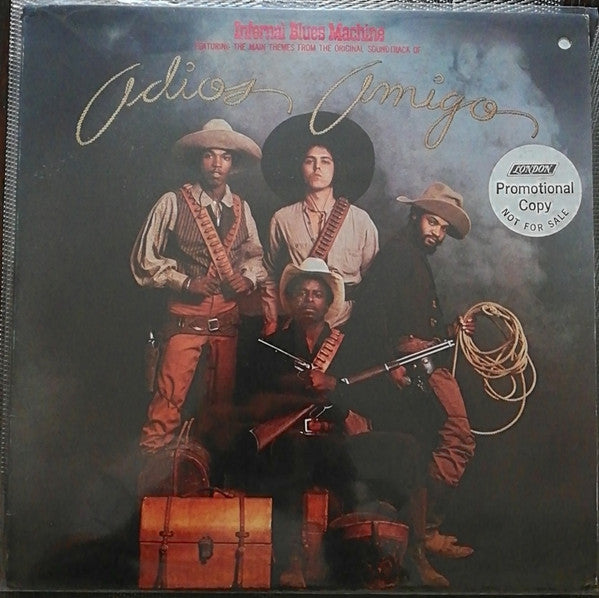 Infernal Blues Machine
FEATURING THE MAIN THEMES FROM THE ORIGINAL SOUNDTRACK OF
Adios Amigo
LONDON
Promotional
Copy
NOT FOR SALE